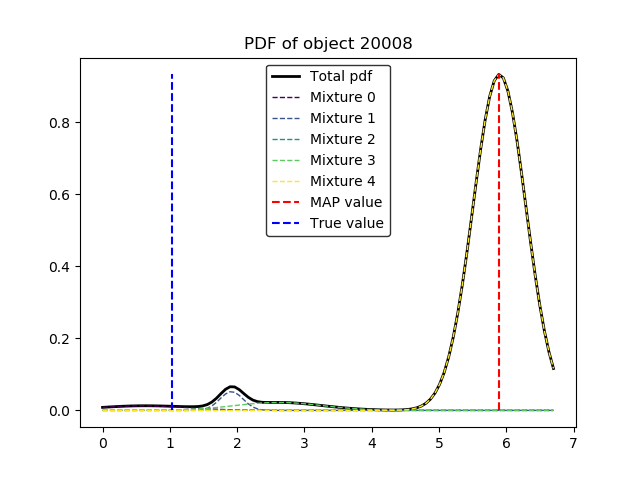 PDF of object 20008
Total pdf
Mixture 0
Mixture 1
Mixture 2
Mixture 3
Mixture 4
MAP value
True value
0.8
0.6
0.4
0.2
0.0
0 1 2 3 4 5 6 7